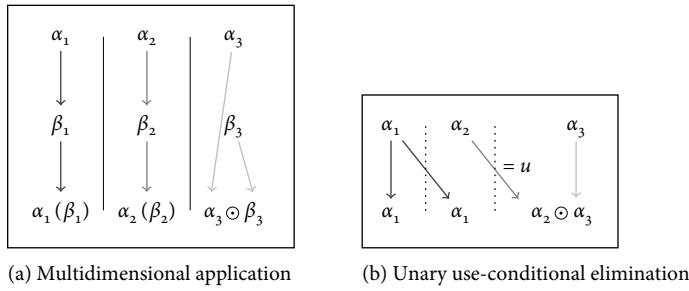 α₁ α₂ α₃
β₁ β₂ β₃
α₁(β₁) α₂(β₂) α₃ ⊙ β₃
(a) Multidimensional application
α₁ α₂ α₃
= u
α₁ α₁ α₂ ⊙ α₃
(b) Unary use-conditional elimination